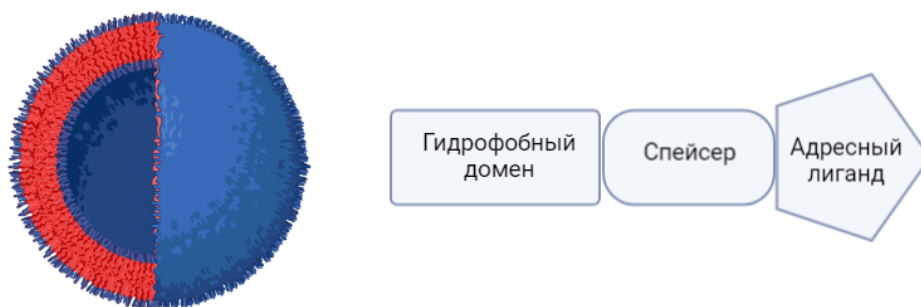 Гидрофобный
домен
Спейсер
Адресный
лиганд